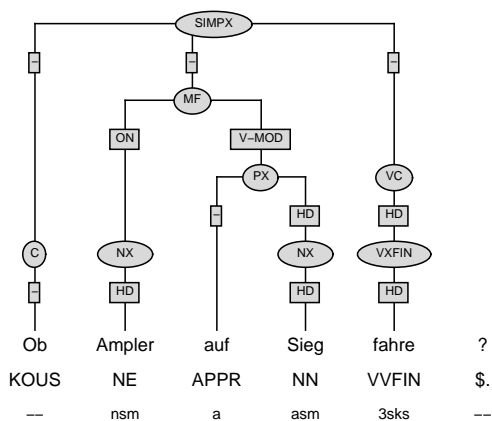 SIMPX
– – –
MF
ON V–MOD
PX VC
– HD HD
C NX NX VXFIN
– HD HD HD
Ob Ampler auf Sieg fahre ?
KOUS NE APPR NN VVFIN $.
–– nsm a asm 3sks ––